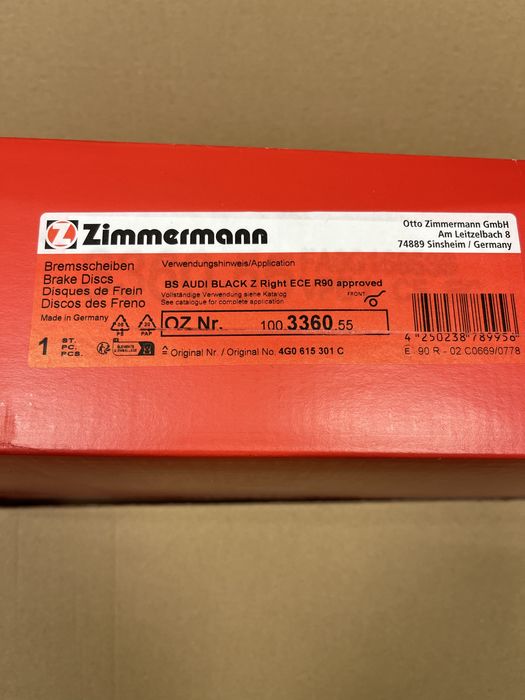 Zimmermann
Otto Zimmermann GmbH
Am Leitzelbach 8
74889 Sinsheim / Germany
Bremsscheiben
Brake Discs
Disques de Frein
Discos del Freno
Made in Germany
Verwendungshinweis/Application
BS AUDI BLACK Z Right ECE R90 approved
Vollständige Verwendung siehe Katalog
See catalogue for complete application
FRONT
OZ Nr. 100.3360.55
1 ST.
PC.
PCS.
PAP
≙ Original Nr. / Original No. 4G0 615 301 C
4 250238 789956
E 90 R - 02 C0669/0778